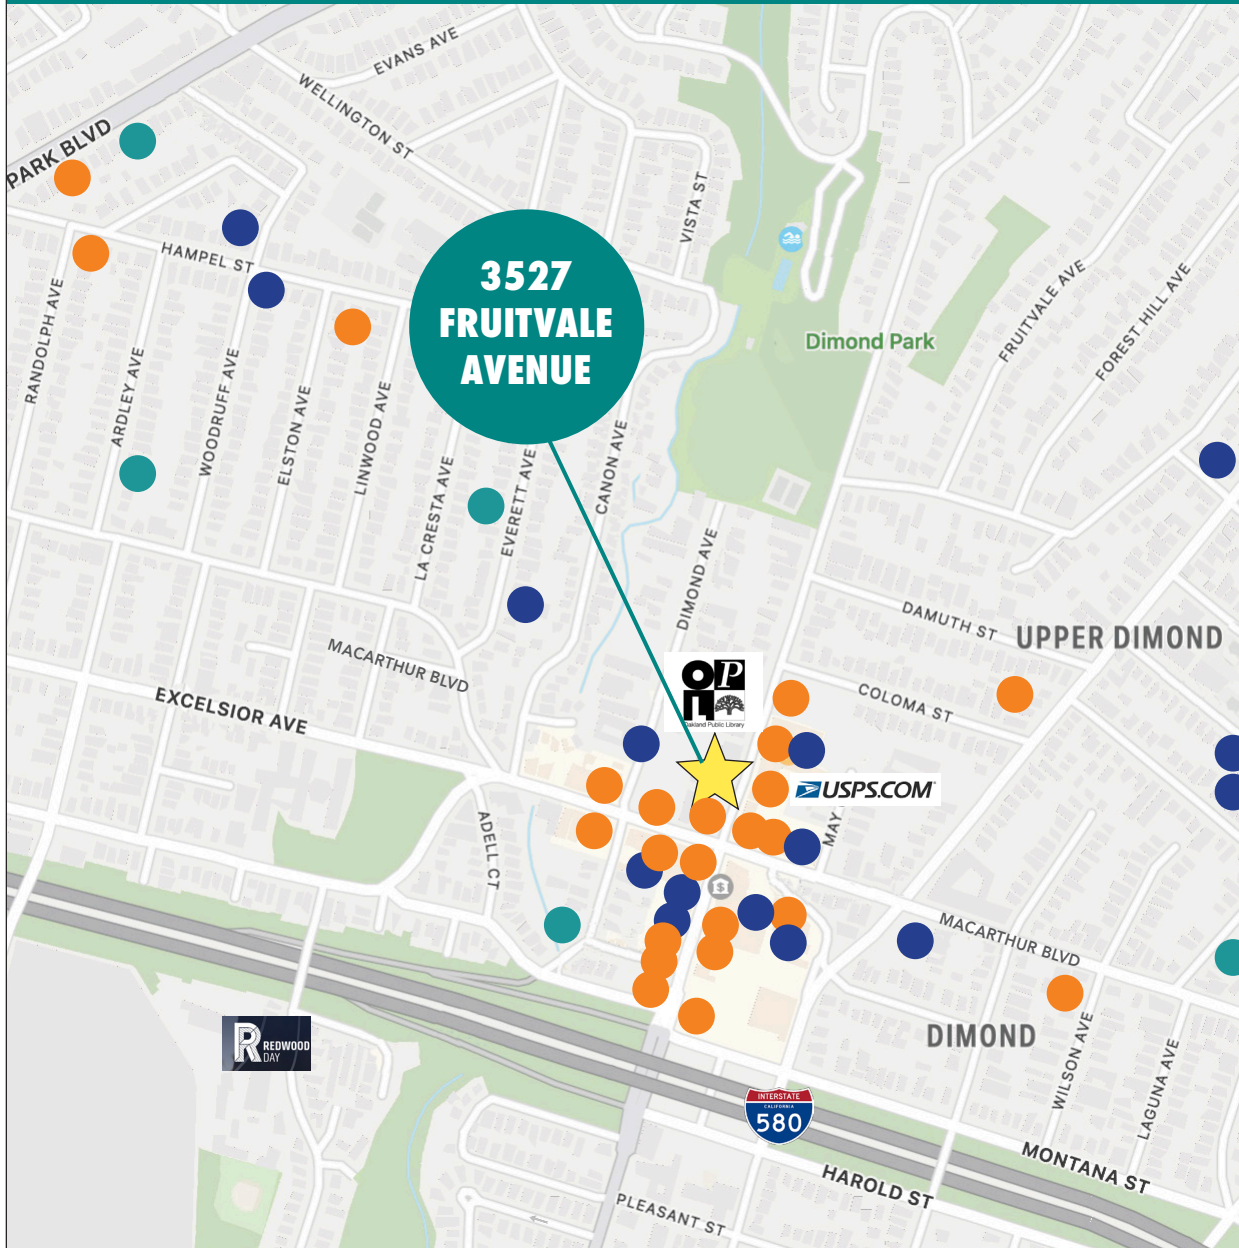 EVANS AVE
WELLINGTON ST
PARK BLVD
VISTA ST
HAMPEL ST
3527
FRUITVALE
AVENUE
RANDOLPH AVE
ARDLEY AVE
WOODRUFF AVE
ELSTON AVE
LINWOOD AVE
LA CRESTA AVE
EVERETT AVE
CANON AVE
Dimond Park
FRUITVALE AVE
FOREST HILL AVE
DIMOND AVE
DAMUTH ST
UPPER DIMOND
COLOMA ST
MACARTHUR BLVD
EXCELSIOR AVE
OPL
Oakland Public Library
USPS.COM
MAY
ADELL CT
$
MACARTHUR BLVD
DIMOND
WILSON AVE
LAGUNA AVE
R REDWOOD
DAY
INTERSTATE
CALIFORNIA
580
MONTANA ST
HAROLD ST
PLEASANT ST